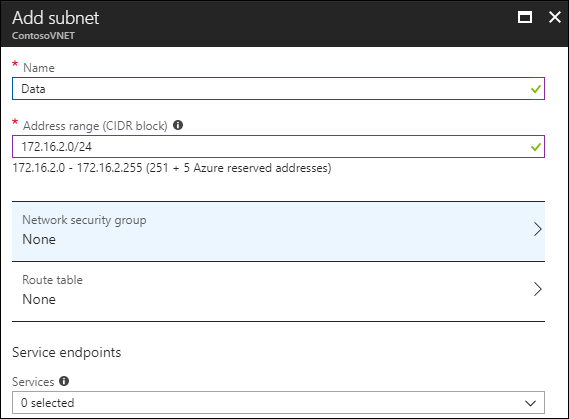 Add subnet
ContosoVNET
* Name
Data
* Address range (CIDR block)
172.16.2.0/24
172.16.2.0 - 172.16.2.255 (251 + 5 Azure reserved addresses)
Network security group
None
Route table
None
Service endpoints
Services
0 selected